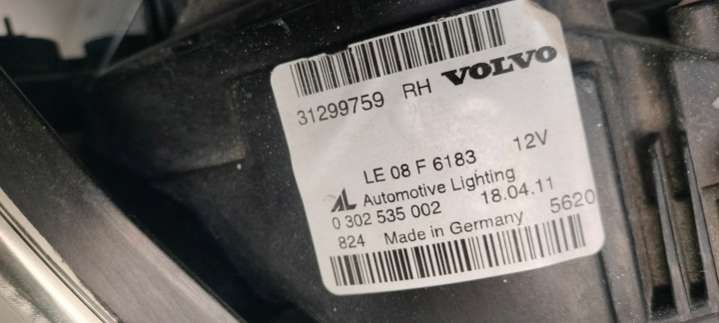 31299759 RH VOLVO
LE 08 F 6183 12V
AL Automotive Lighting
0 302 535 002 18.04.11
824 Made in Germany 5620